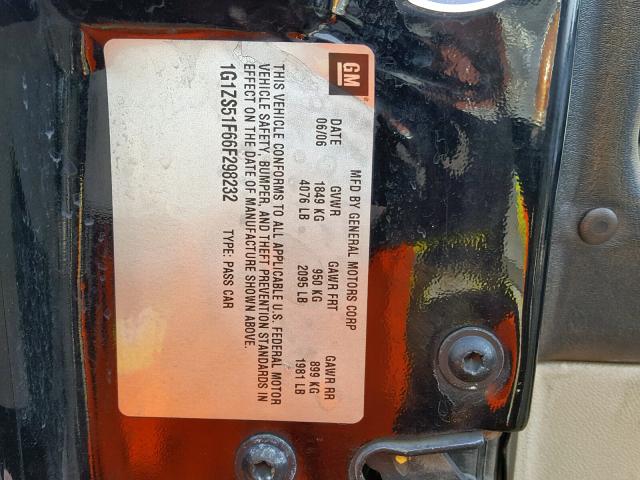 GM
MFD BY GENERAL MOTORS CORP
DATE GVWR GAWR FRT GAWR RR
06/06 1849 KG 950 KG 899 KG
4076 LB 2095 LB 1981 LB
THIS VEHICLE CONFORMS TO ALL APPLICABLE U.S. FEDERAL MOTOR
VEHICLE SAFETY, BUMPER, AND THEFT PREVENTION STANDARDS IN
EFFECT ON THE DATE OF MANUFACTURE SHOWN ABOVE.
1G1ZS51F66F298232 TYPE: PASS CAR